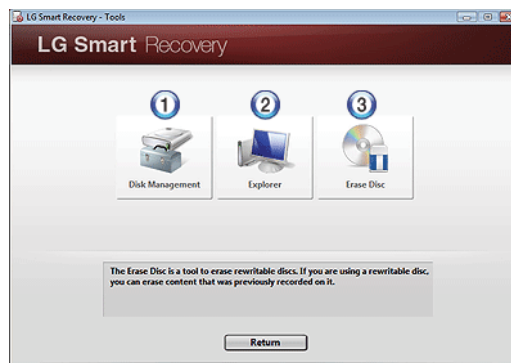 LG Smart Recovery - Tools
LG Smart Recovery
1 2 3
Disk Management Explorer Erase Disc
The Erase Disc is a tool to erase rewritable discs. If you are using a rewritable disc,
you can erase content that was previously recorded on it.
Return